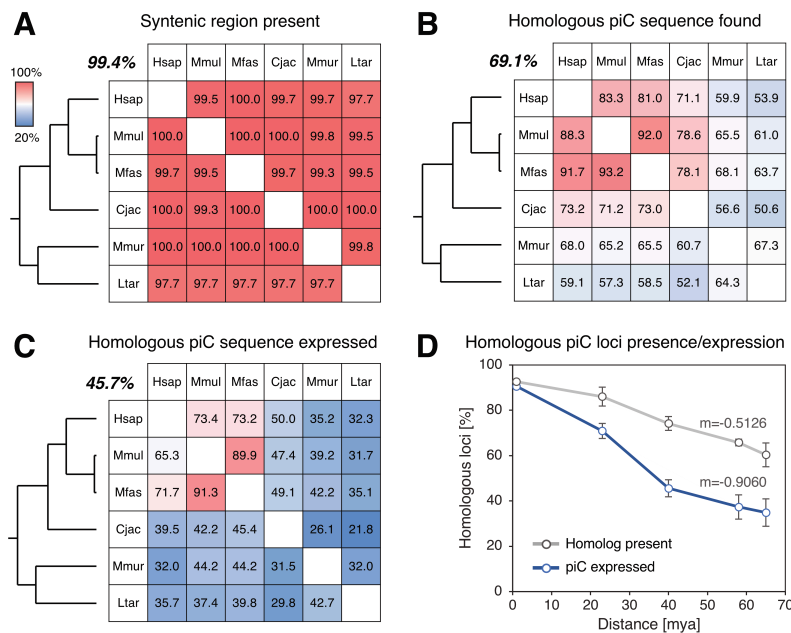 A Syntenic region present
99.4% Hsap Mmul Mfas Cjac Mmur Ltar
100%
20%
Hsap 99.5 100.0 99.7 99.7 97.7
Mmul 100.0 100.0 100.0 99.8 99.5
Mfas 99.7 99.5 99.7 99.3 99.5
Cjac 100.0 99.3 100.0 100.0 100.0
Mmur 100.0 100.0 100.0 100.0 99.8
Ltar 97.7 97.7 97.7 97.7 97.7
B Homologous piC sequence found
69.1% Hsap Mmul Mfas Cjac Mmur Ltar
Hsap 83.3 81.0 71.1 59.9 53.9
Mmul 88.3 92.0 78.6 65.5 61.0
Mfas 91.7 93.2 78.1 68.1 63.7
Cjac 73.2 71.2 73.0 56.6 50.6
Mmur 68.0 65.2 65.5 60.7 67.3
Ltar 59.1 57.3 58.5 52.1 64.3
C Homologous piC sequence expressed
45.7% Hsap Mmul Mfas Cjac Mmur Ltar
Hsap 73.4 73.2 50.0 35.2 32.3
Mmul 65.3 89.9 47.4 39.2 31.7
Mfas 71.7 91.3 49.1 42.2 35.1
Cjac 39.5 42.2 45.4 26.1 21.8
Mmur 32.0 44.2 44.2 31.5 32.0
Ltar 35.7 37.4 39.8 29.8 42.7
D Homologous piC loci presence/expression
Homologous loci [%]
100
80
60
40
20
0
m=-0.5126
m=-0.9060
Homolog present
piC expressed
0 10 20 30 40 50 60 70
Distance [mya]